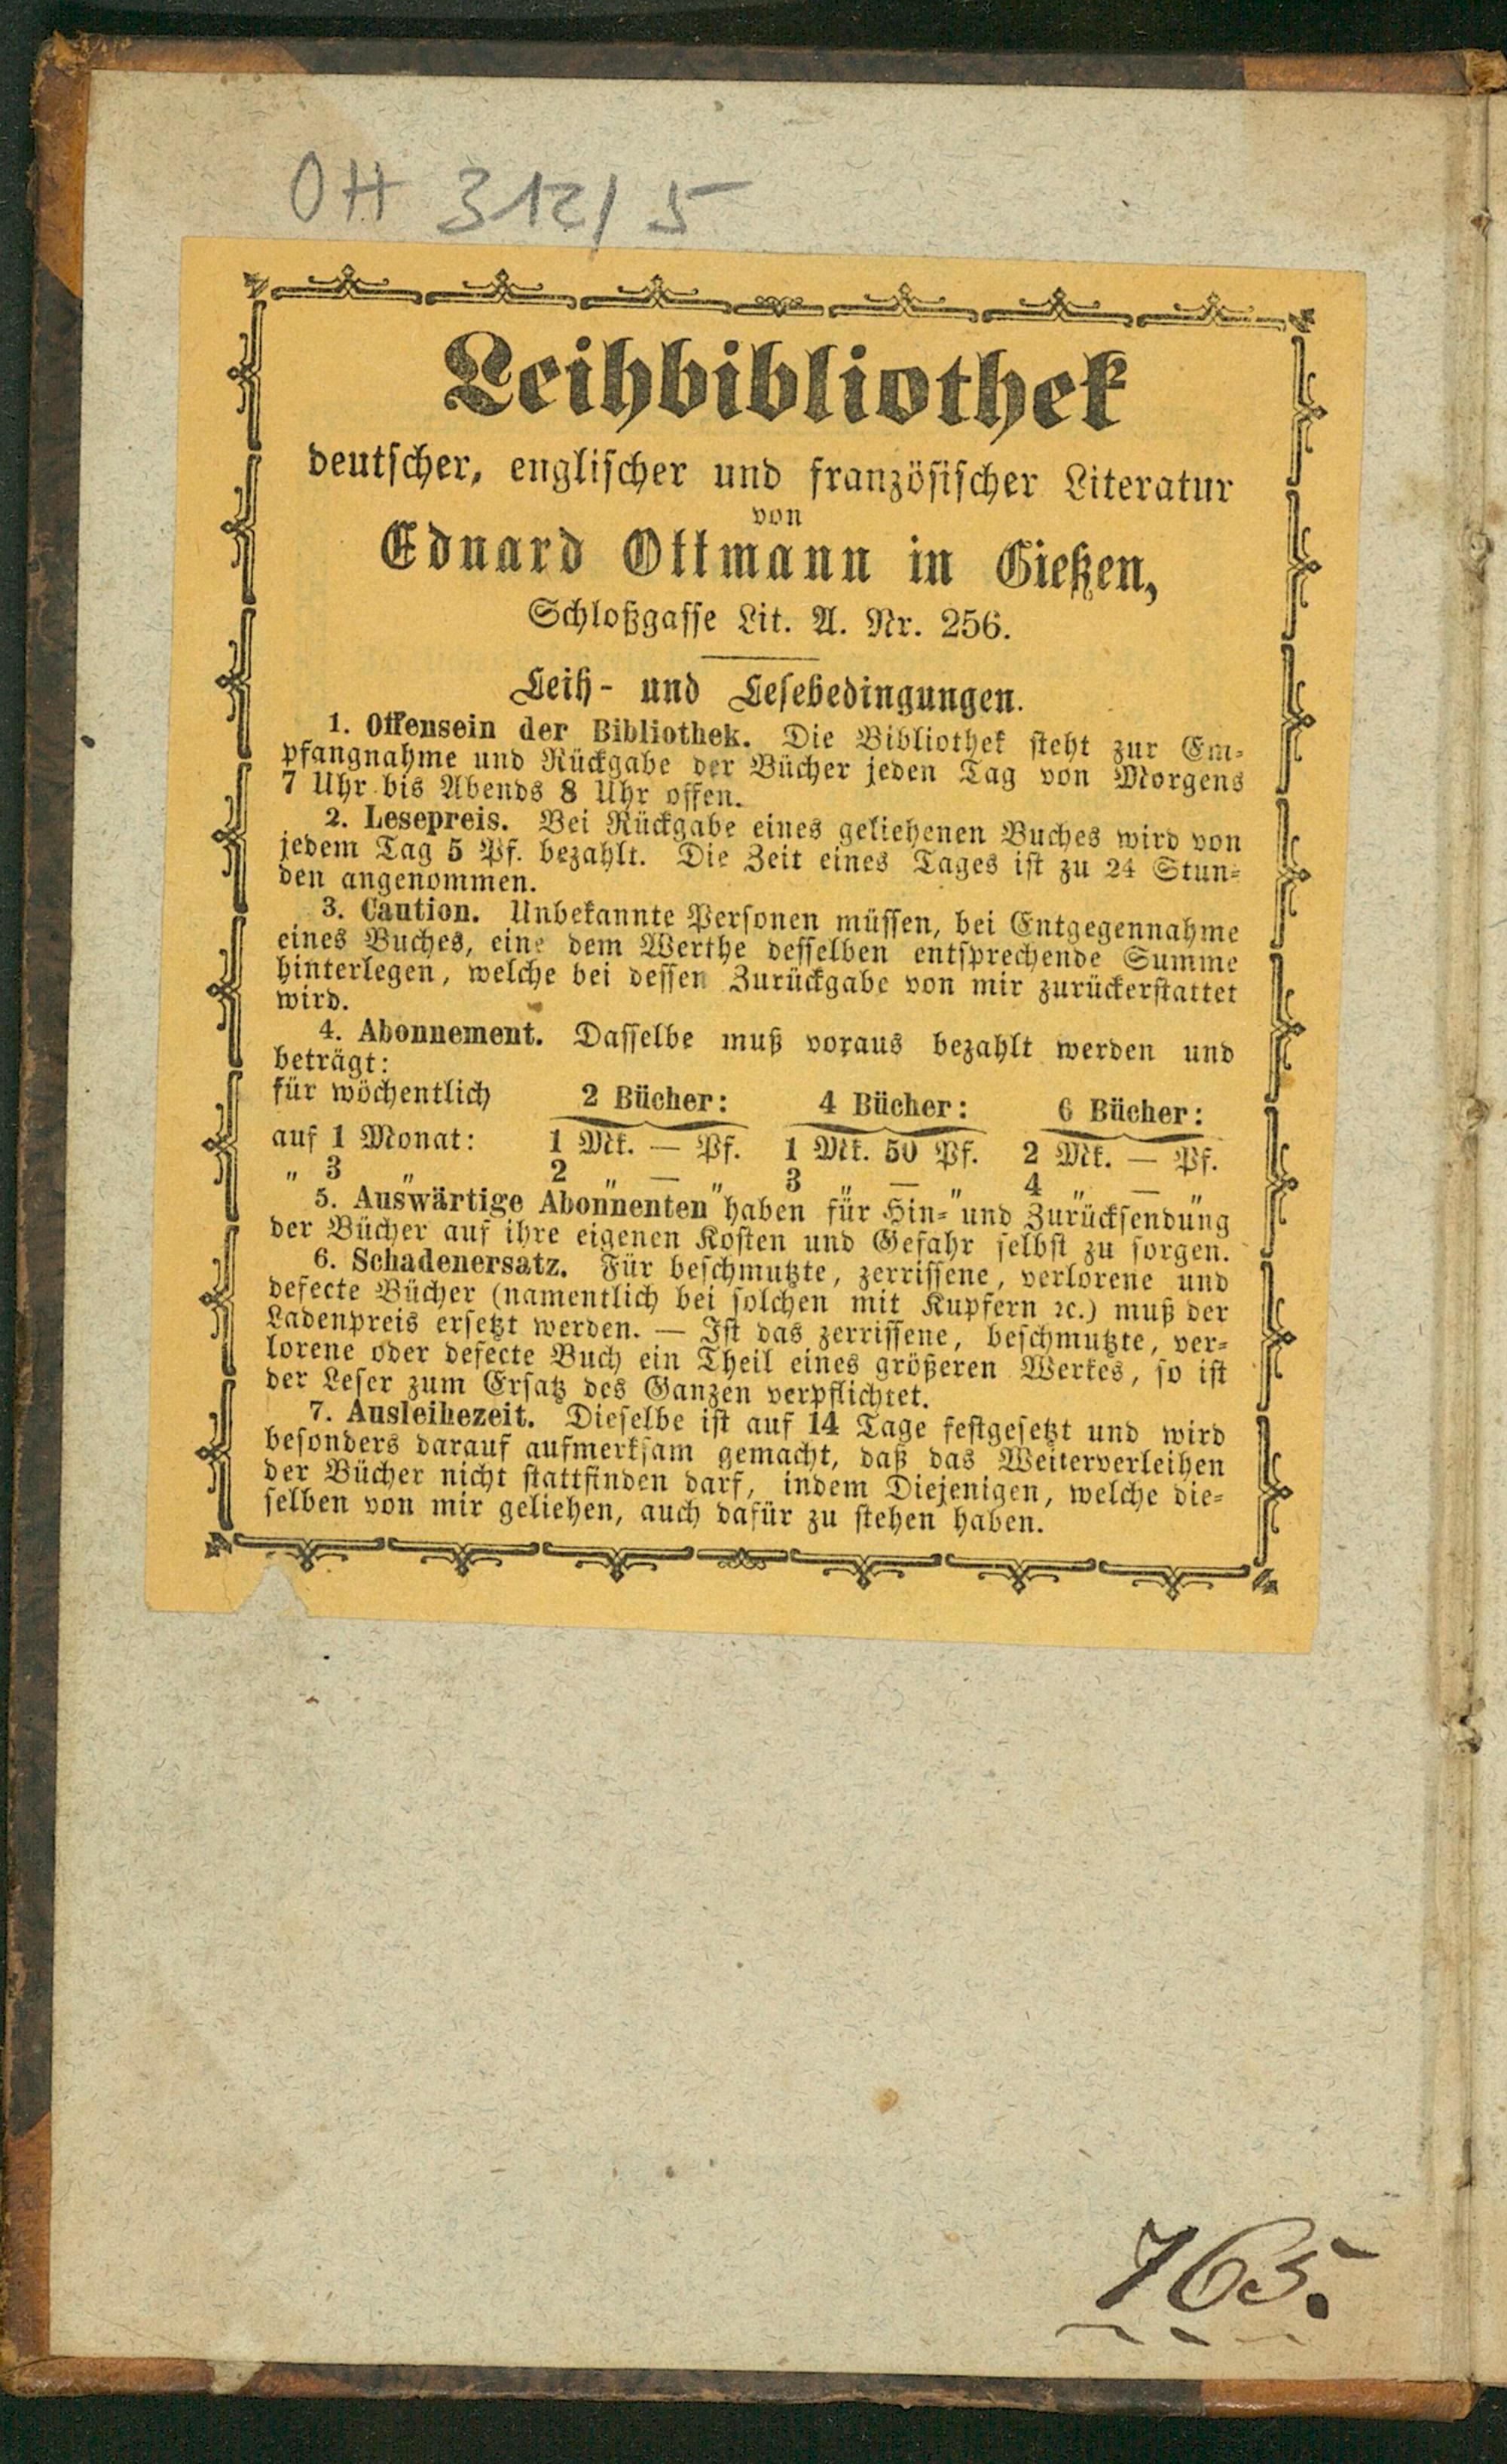 OH 312/5
Leihbibliothek
deutscher, englischer und französischer Literatur
von
Eduard Ottmann in Gießen,
Schloßgasse Lit. A. Nr. 256.
Leih- und Lesebedingungen.
1. Offensein der Bibliothek. Die Bibliothek steht zur Em-
pfangnahme und Rückgabe der Bücher jeden Tag von Morgens
7 Uhr bis Abends 8 Uhr offen.
2. Lesepreis. Bei Rückgabe eines geliehenen Buches wird von
jedem Tag 5 Pf. bezahlt. Die Zeit eines Tages ist zu 24 Stun-
den angenommen.
3. Caution. Unbekannte Personen müssen, bei Entgegennahme
eines Buches, eine dem Werthe desselben entsprechende Summe
hinterlegen, welche bei dessen Zurückgabe von mir zurückerstattet
wird.
4. Abonnement. Dasselbe muß voraus bezahlt werden und
beträgt:
für wöchentlich 2 Bücher: 4 Bücher: 6 Bücher:
auf 1 Monat: 1 Mk. — Pf. 1 Mk. 50 Pf. 2 Mk. — Pf.
" 3 " 2 " — " 3 " — " 4 " — "
5. Auswärtige Abonnenten haben für Hin- und Zurücksendung
der Bücher auf ihre eigenen Kosten und Gefahr selbst zu sorgen.
6. Schadenersatz. Für beschmutzte, zerrissene, verlorene und
defecte Bücher (namentlich bei solchen mit Kupfern ꝛc.) muß der
Ladenpreis ersetzt werden. — Ist das zerrissene, beschmutzte, ver-
lorene oder defecte Buch ein Theil eines größeren Werkes, so ist
der Leser zum Ersatz des Ganzen verpflichtet.
7. Ausleihezeit. Dieselbe ist auf 14 Tage festgesetzt und wird
besonders darauf aufmerksam gemacht, daß das Weiterverleihen
der Bücher nicht stattfinden darf, indem Diejenigen, welche die-
selben von mir geliehen, auch dafür zu stehen haben.
765.